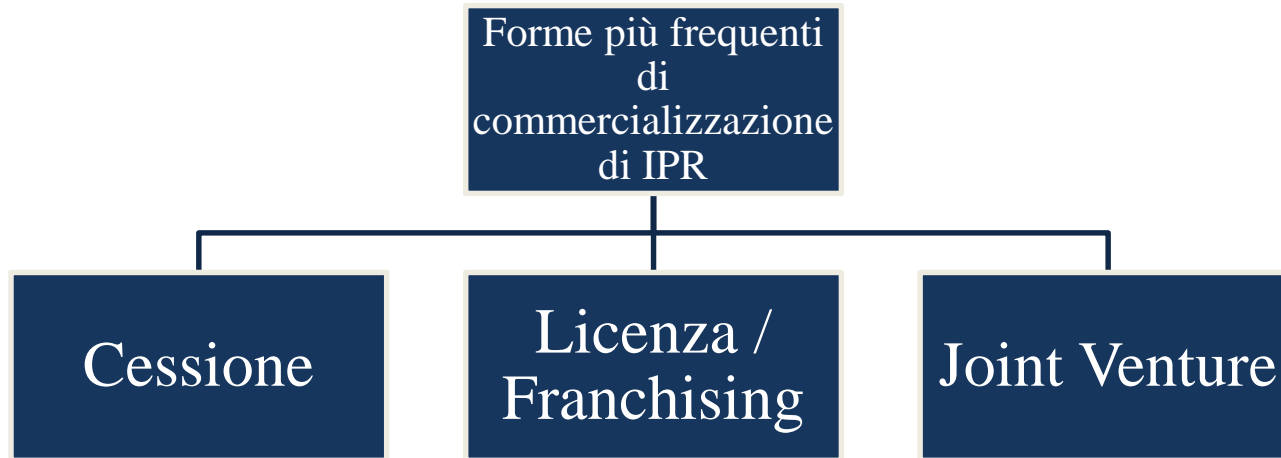 Forme più frequenti
di
commercializzazione
di IPR
Cessione
Licenza /
Franchising
Joint Venture